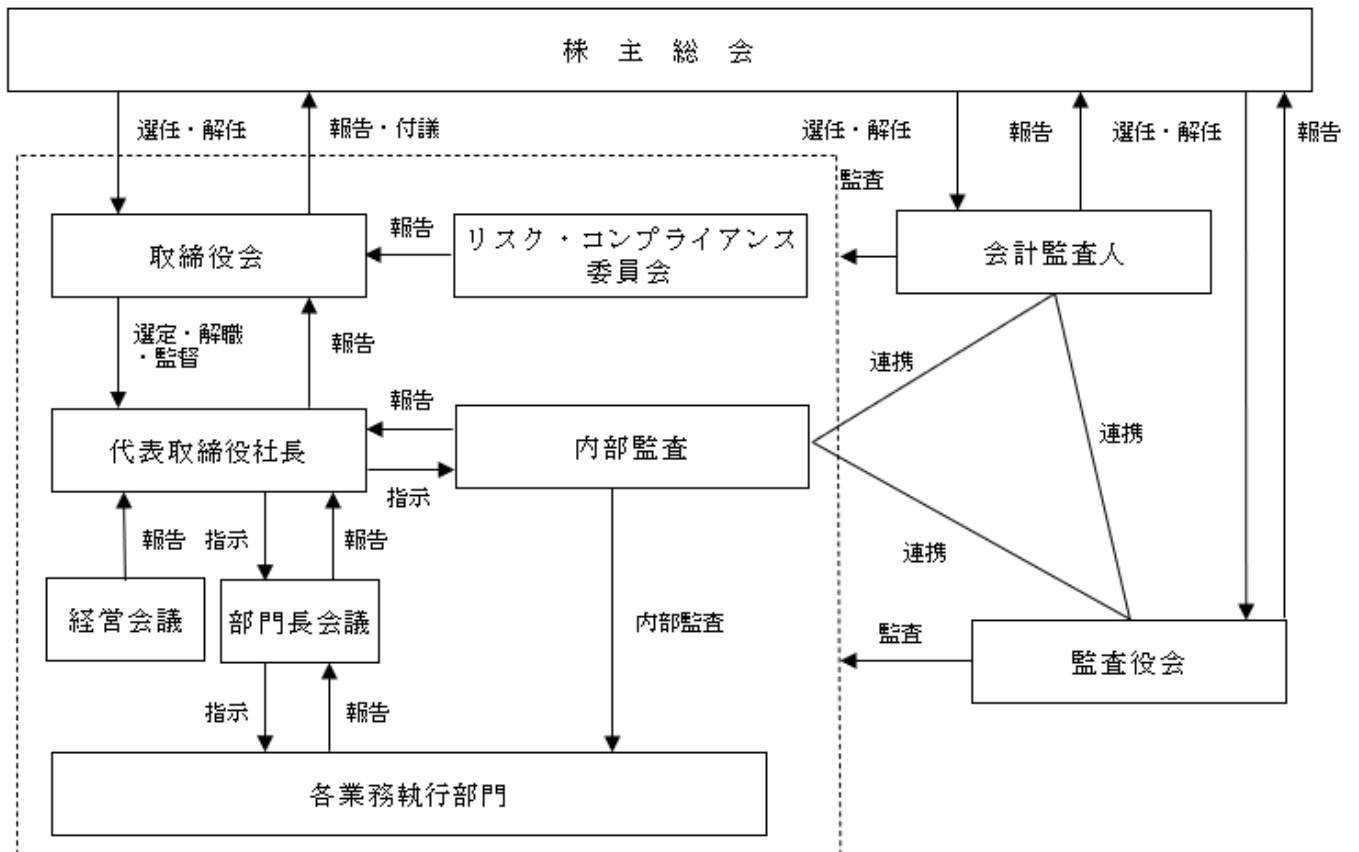 株主総会
選任・解任
報告・付議
選任・解任
報告
選任・解任
報告
監査
取締役会
報告
リスク・コンプライアンス
委員会
会計監査人
選定・解職
・監督
報告
連携
報告
代表取締役社長
内部監査
連携
指示
報告
指示
報告
連携
経営会議
部門長会議
内部監査
監査
監査役会
指示
報告
各業務執行部門